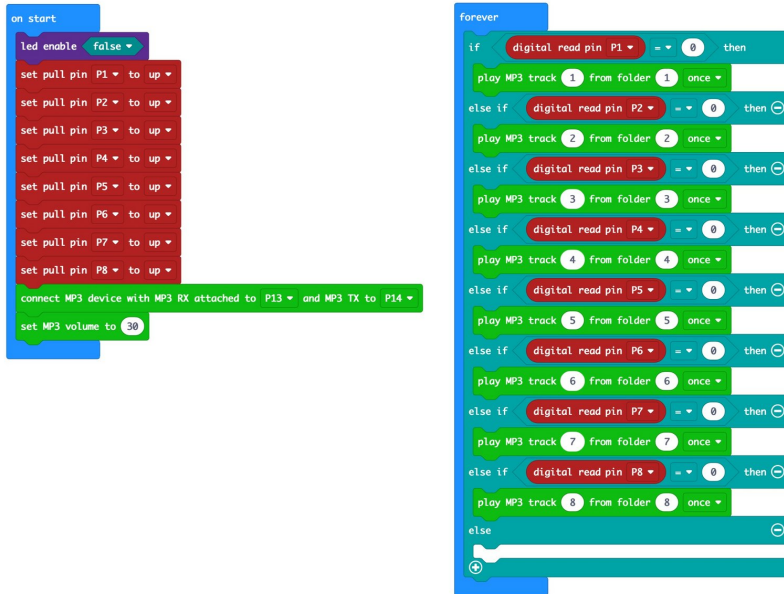 on start
led enable false
set pull pin P1 to up
set pull pin P2 to up
set pull pin P3 to up
set pull pin P4 to up
set pull pin P5 to up
set pull pin P6 to up
set pull pin P7 to up
set pull pin P8 to up
connect MP3 device with MP3 RX attached to P13 and MP3 TX to P14
set MP3 volume to 30
forever
if digital read pin P1 = 0 then
play MP3 track 1 from folder 1 once
else if digital read pin P2 = 0 then
play MP3 track 2 from folder 2 once
else if digital read pin P3 = 0 then
play MP3 track 3 from folder 3 once
else if digital read pin P4 = 0 then
play MP3 track 4 from folder 4 once
else if digital read pin P5 = 0 then
play MP3 track 5 from folder 5 once
else if digital read pin P6 = 0 then
play MP3 track 6 from folder 6 once
else if digital read pin P7 = 0 then
play MP3 track 7 from folder 7 once
else if digital read pin P8 = 0 then
play MP3 track 8 from folder 8 once
else